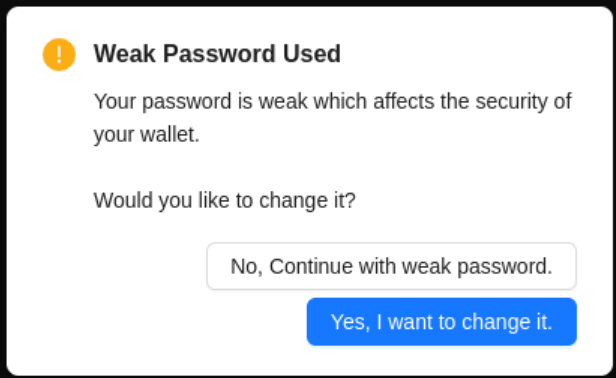 Weak Password Used
Your password is weak which affects the security of
your wallet.
Would you like to change it?
No, Continue with weak password.
Yes, I want to change it.